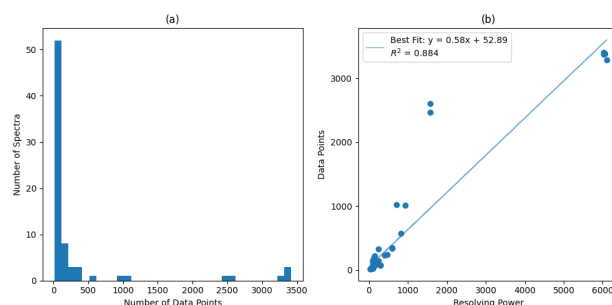 (a)
Number of Spectra
50
40
30
20
10
0
0 500 1000 1500 2000 2500 3000 3500
Number of Data Points
(b)
Best Fit: y = 0.58x + 52.89
R² = 0.884
Data Points
3000
2000
1000
0
0 1000 2000 3000 4000 5000 6000
Resolving Power